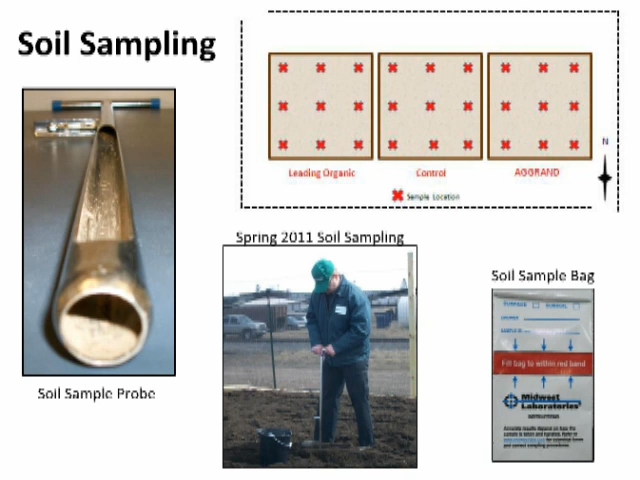 Soil Sampling
Leading Organic
Control
AGGRAND
N
Sample Location
Spring 2011 Soil Sampling
Soil Sample Bag
Soil Sample Probe
Fill bag to within red band
Midwest
Laboratories
INSTRUCTIONS